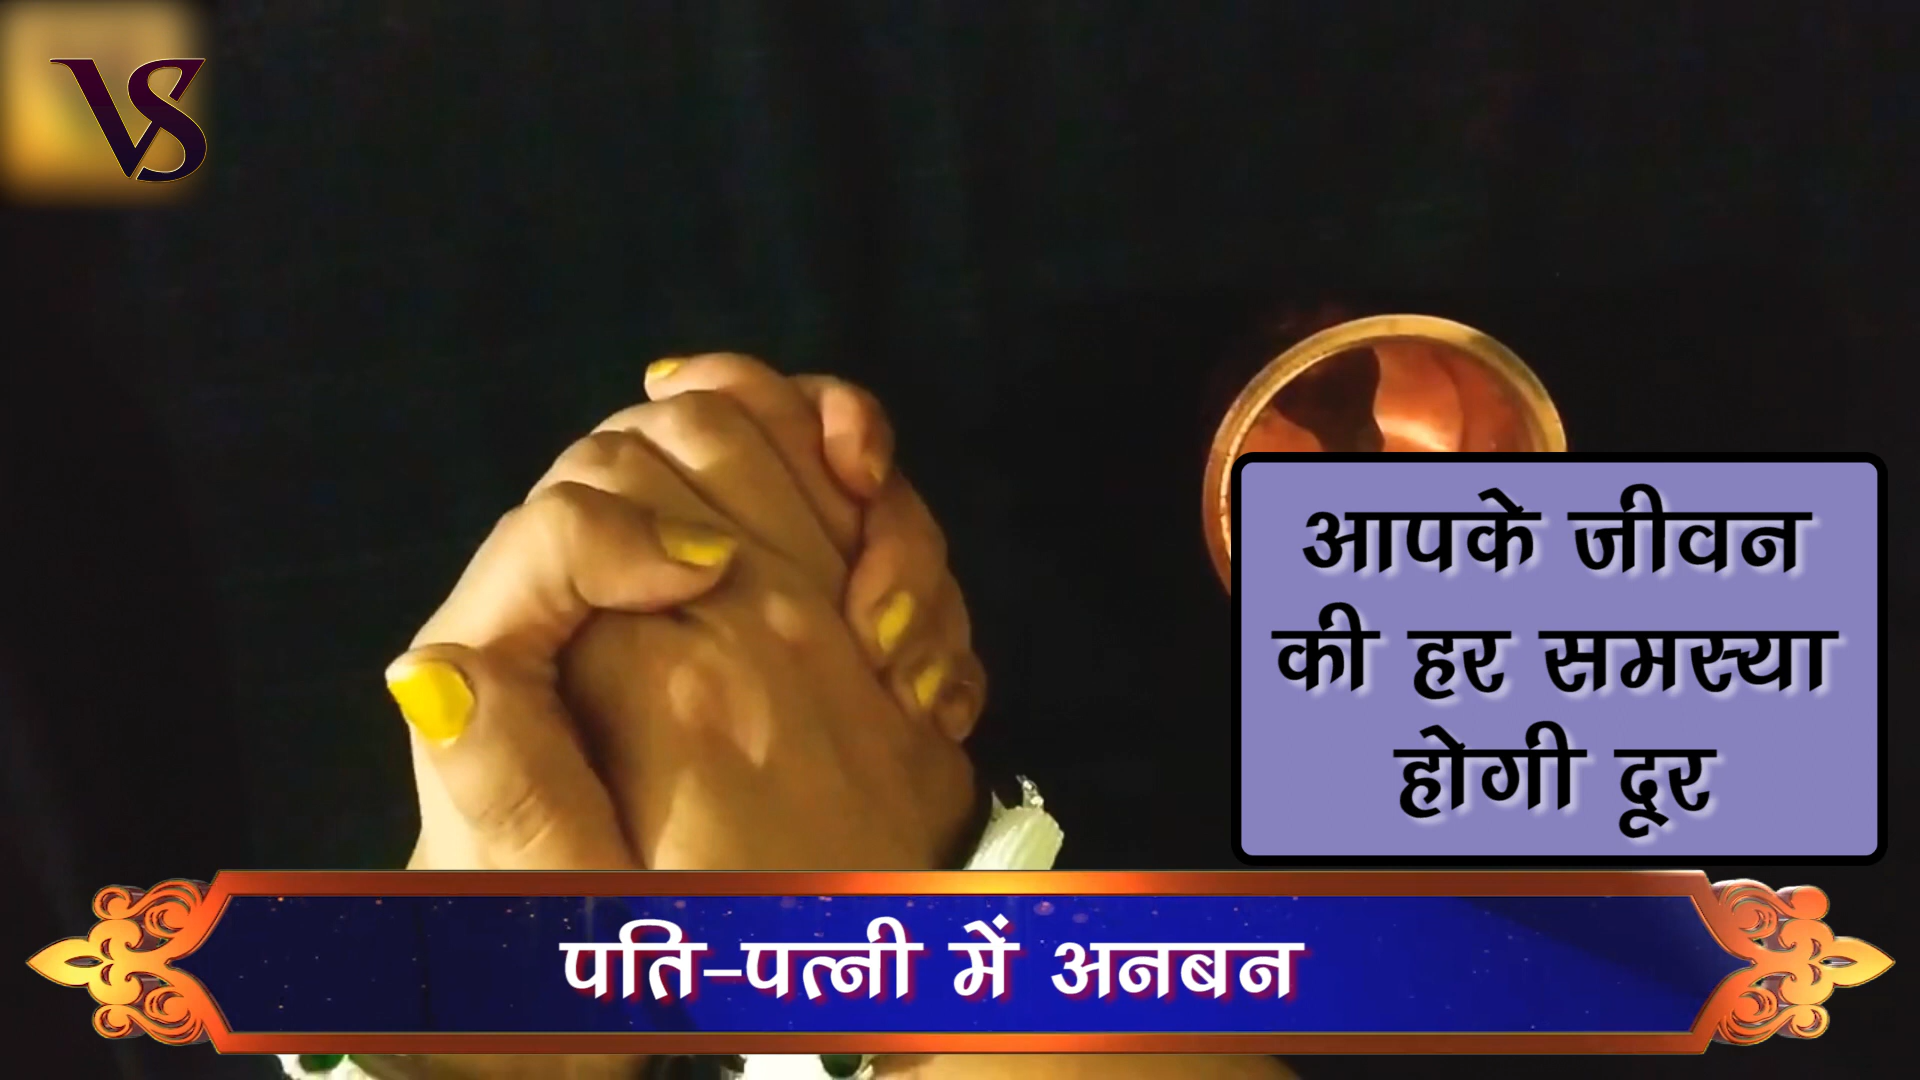 VS
आपके जीवन
की हर समस्या
होगी दूर
पति-पत्नी में अनबन